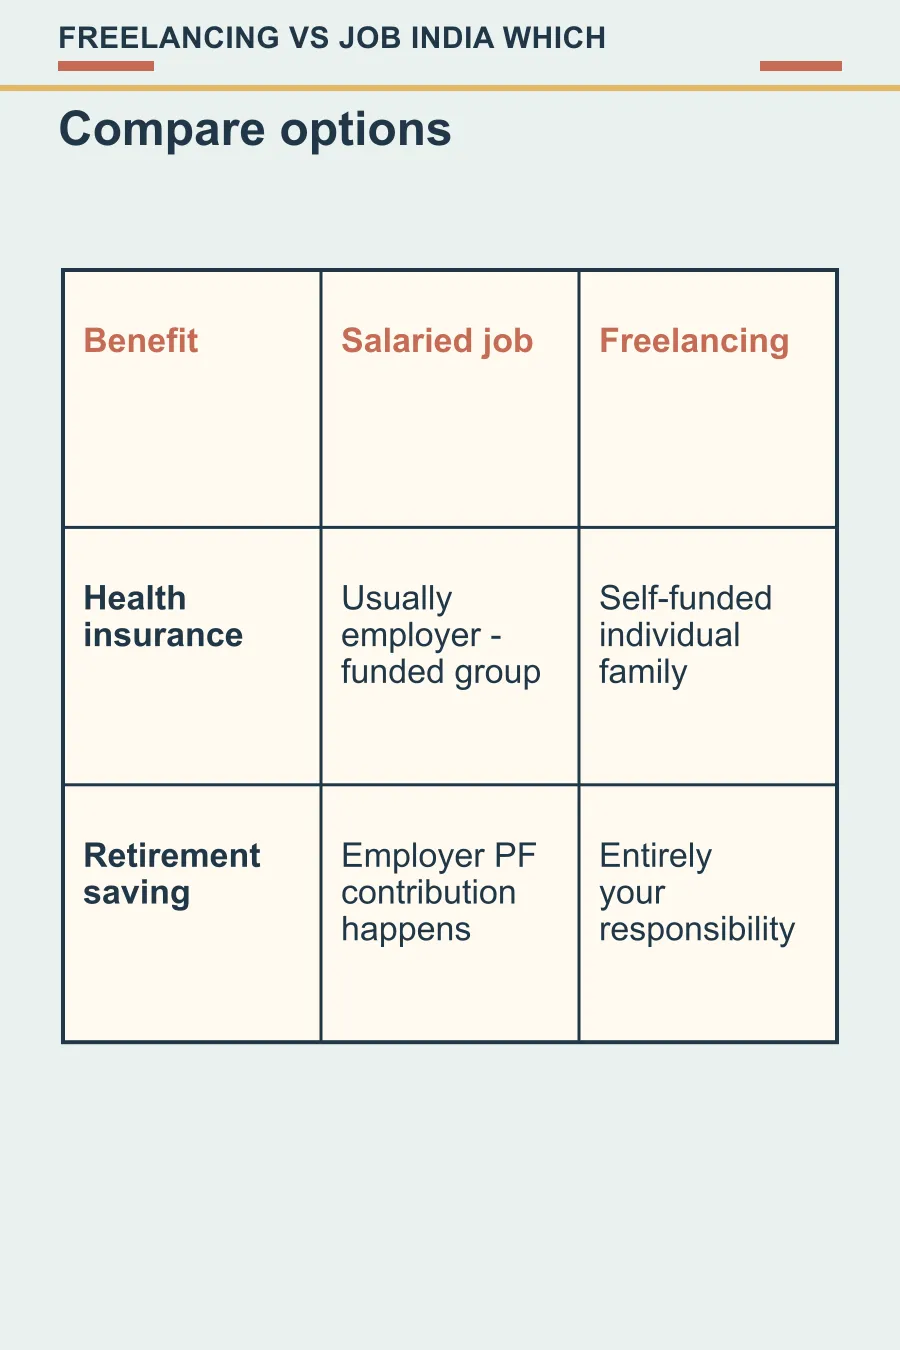 FREELANCING VS JOB INDIA WHICH
Compare options
Benefit
Salaried job
Freelancing
Health
insurance
Usually
employer -
funded group
Self-funded
individual
family
Retirement
saving
Employer PF
contribution
happens
Entirely
your
responsibility